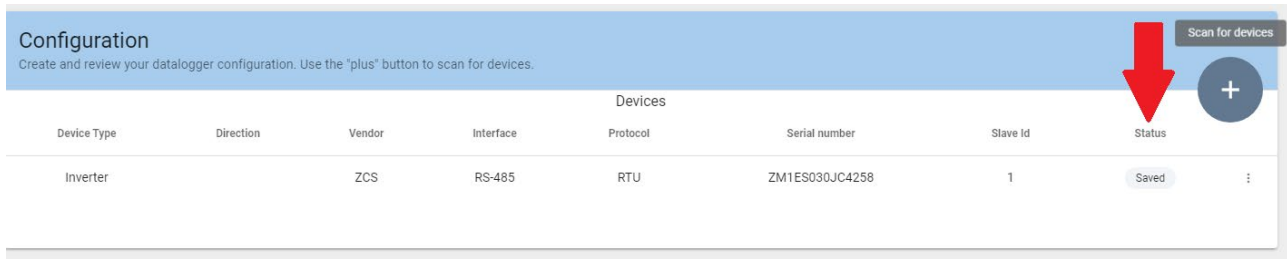 Configuration
Scan for devices
Create and review your datalogger configuration. Use the "plus" button to scan for devices.
Devices
Device Type Direction Vendor Interface Protocol Serial number Slave Id Status
Inverter ZCS RS-485 RTU ZM1ES030JC4258 1 Saved